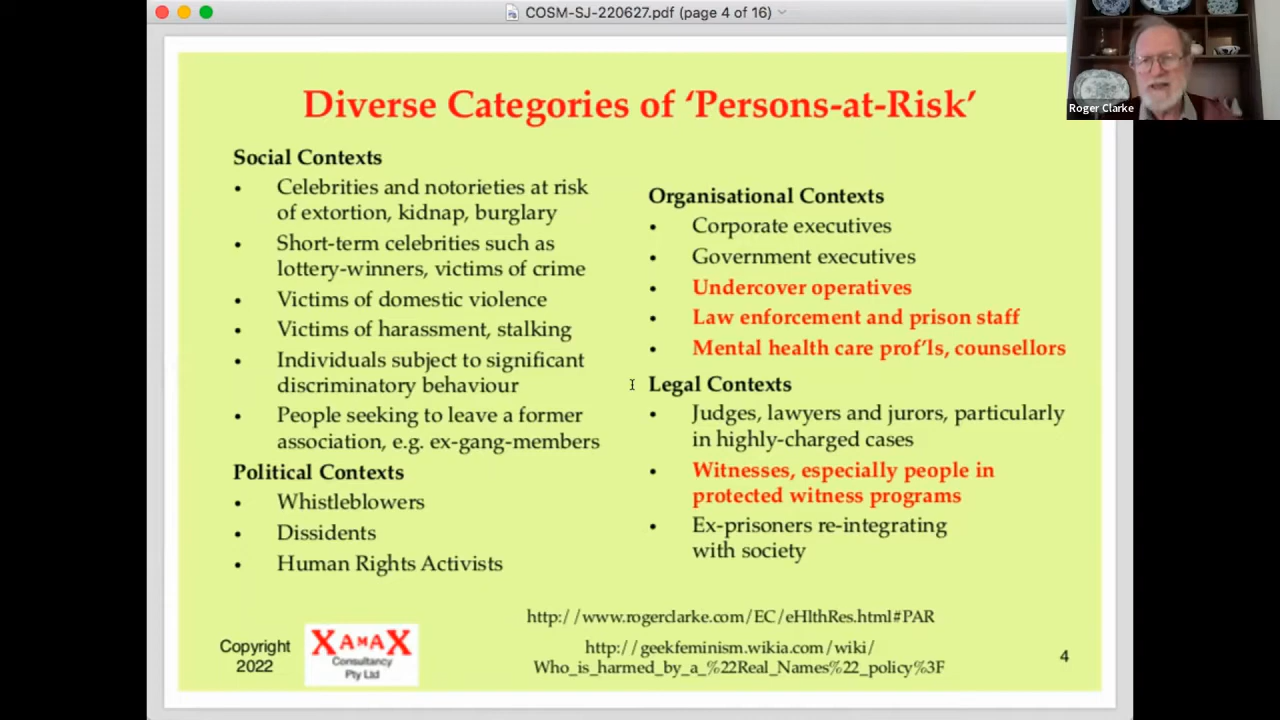 COSM-SJ-220627.pdf (page 4 of 16)
Roger Clarke
Diverse Categories of ‘Persons-at-Risk’
Social Contexts
• Celebrities and notorieties at risk
of extortion, kidnap, burglary
• Short-term celebrities such as
lottery-winners, victims of crime
• Victims of domestic violence
• Victims of harassment, stalking
• Individuals subject to significant
discriminatory behaviour
• People seeking to leave a former
association, e.g. ex-gang-members
Political Contexts
• Whistleblowers
• Dissidents
• Human Rights Activists
Organisational Contexts
• Corporate executives
• Government executives
• Undercover operatives
• Law enforcement and prison staff
• Mental health care prof’ls, counsellors
Legal Contexts
• Judges, lawyers and jurors, particularly
in highly-charged cases
• Witnesses, especially people in
protected witness programs
• Ex-prisoners re-integrating
with society
http://www.rogerclarke.com/EC/eHlthRes.html#PAR
http://geekfeminism.wikia.com/wiki/
Who_is_harmed_by_a_%22Real_Names%22_policy%3F
Copyright
2022
XAMAX
Consultancy
Pty Ltd
4